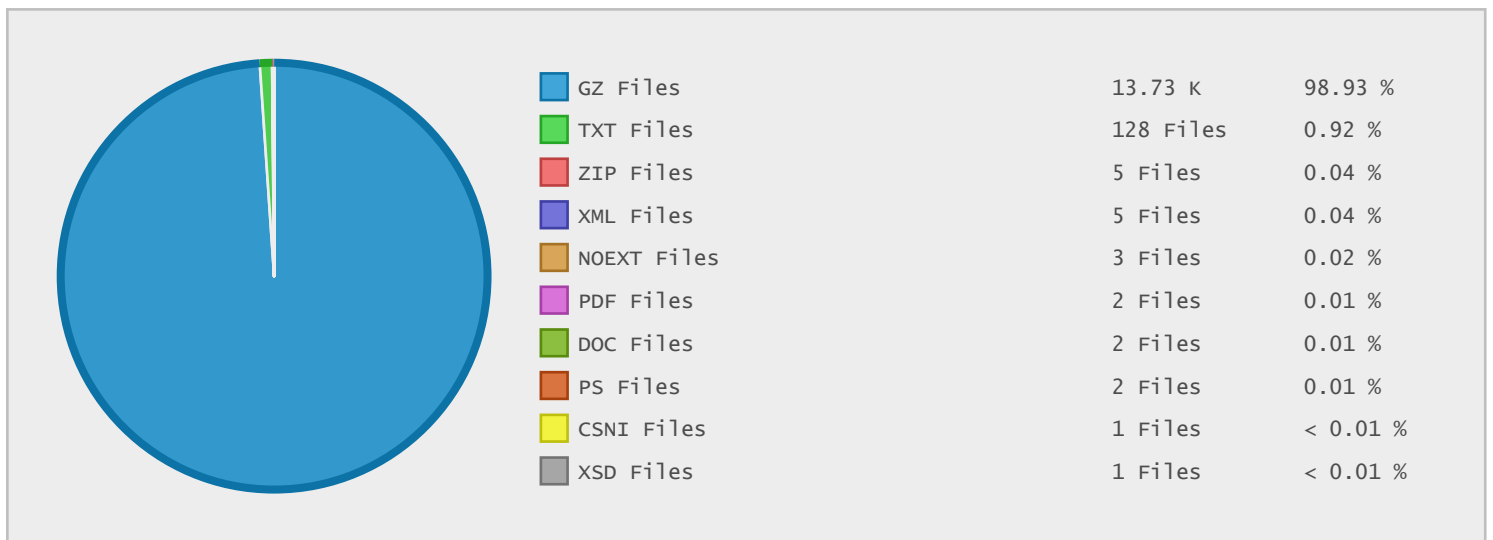 GZ Files 13.73 K 98.93 %
TXT Files 128 Files 0.92 %
ZIP Files 5 Files 0.04 %
XML Files 5 Files 0.04 %
NOEXT Files 3 Files 0.02 %
PDF Files 2 Files 0.01 %
DOC Files 2 Files 0.01 %
PS Files 2 Files 0.01 %
CSNI Files 1 Files < 0.01 %
XSD Files 1 Files < 0.01 %